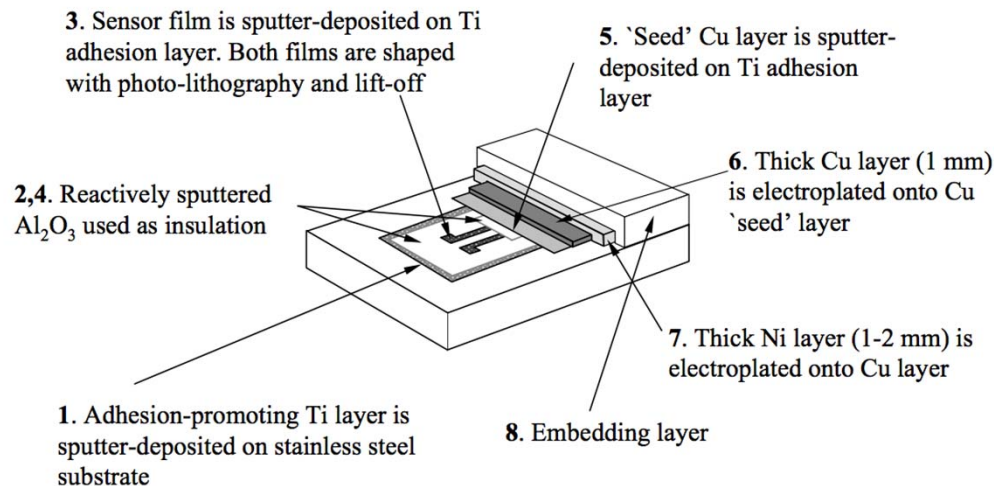 3. Sensor film is sputter-deposited on Ti
adhesion layer. Both films are shaped
with photo-lithography and lift-off
5. `Seed' Cu layer is sputter-
deposited on Ti adhesion
layer
6. Thick Cu layer (1 mm)
is electroplated onto Cu
`seed' layer
2,4. Reactively sputtered
Al₂O₃ used as insulation
7. Thick Ni layer (1-2 mm) is
electroplated onto Cu layer
1. Adhesion-promoting Ti layer is
sputter-deposited on stainless steel
substrate
8. Embedding layer